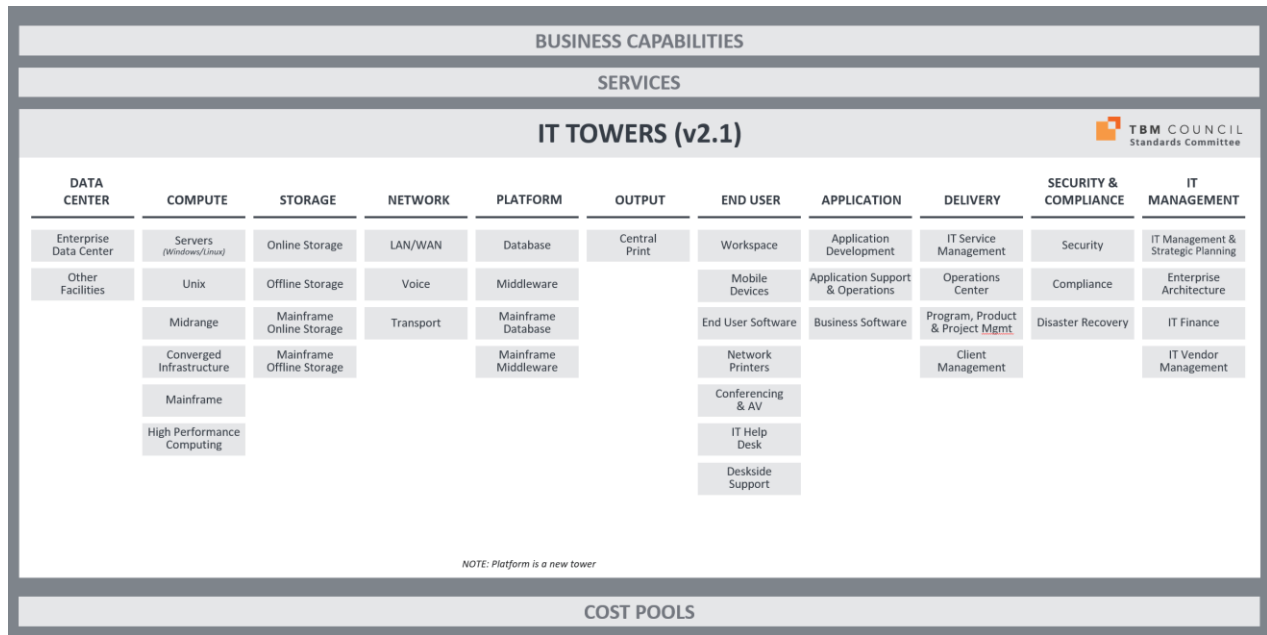 BUSINESS CAPABILITIES
SERVICES
IT TOWERS (v2.1)
TBM COUNCIL
Standards Committee
DATA
CENTER
Enterprise
Data Center
Other
Facilities
COMPUTE
Servers
(Windows/Linux)
Unix
Midrange
Converged
Infrastructure
Mainframe
High Performance
Computing
STORAGE
Online Storage
Offline Storage
Mainframe
Online Storage
Mainframe
Offline Storage
NETWORK
LAN/WAN
Voice
Transport
PLATFORM
Database
Middleware
Mainframe
Database
Mainframe
Middleware
OUTPUT
Central
Print
END USER
Workspace
Mobile
Devices
End User Software
Network
Printers
Conferencing
& AV
IT Help
Desk
Deskside
Support
APPLICATION
Application
Development
Application Support
& Operations
Business Software
DELIVERY
IT Service
Management
Operations
Center
Program, Product
& Project Mgmt
Client
Management
SECURITY &
COMPLIANCE
Security
Compliance
Disaster Recovery
IT
MANAGEMENT
IT Management &
Strategic Planning
Enterprise
Architecture
IT Finance
IT Vendor
Management
NOTE: Platform is a new tower
COST POOLS